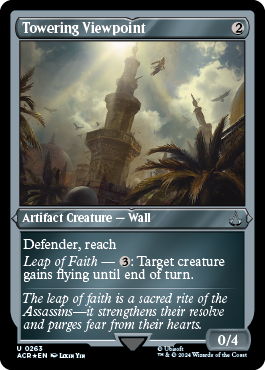 Towering Viewpoint 2
Artifact Creature — Wall
Defender, reach
Leap of Faith — 3: Target creature
gains flying until end of turn.
The leap of faith is a sacred rite of the
Assassins—it strengthens their resolve
and purges fear from their hearts.
0/4
U 0263
ACR★EN Lixin Yin
© Ubisoft
™ & © 2024 Wizards of the Coast